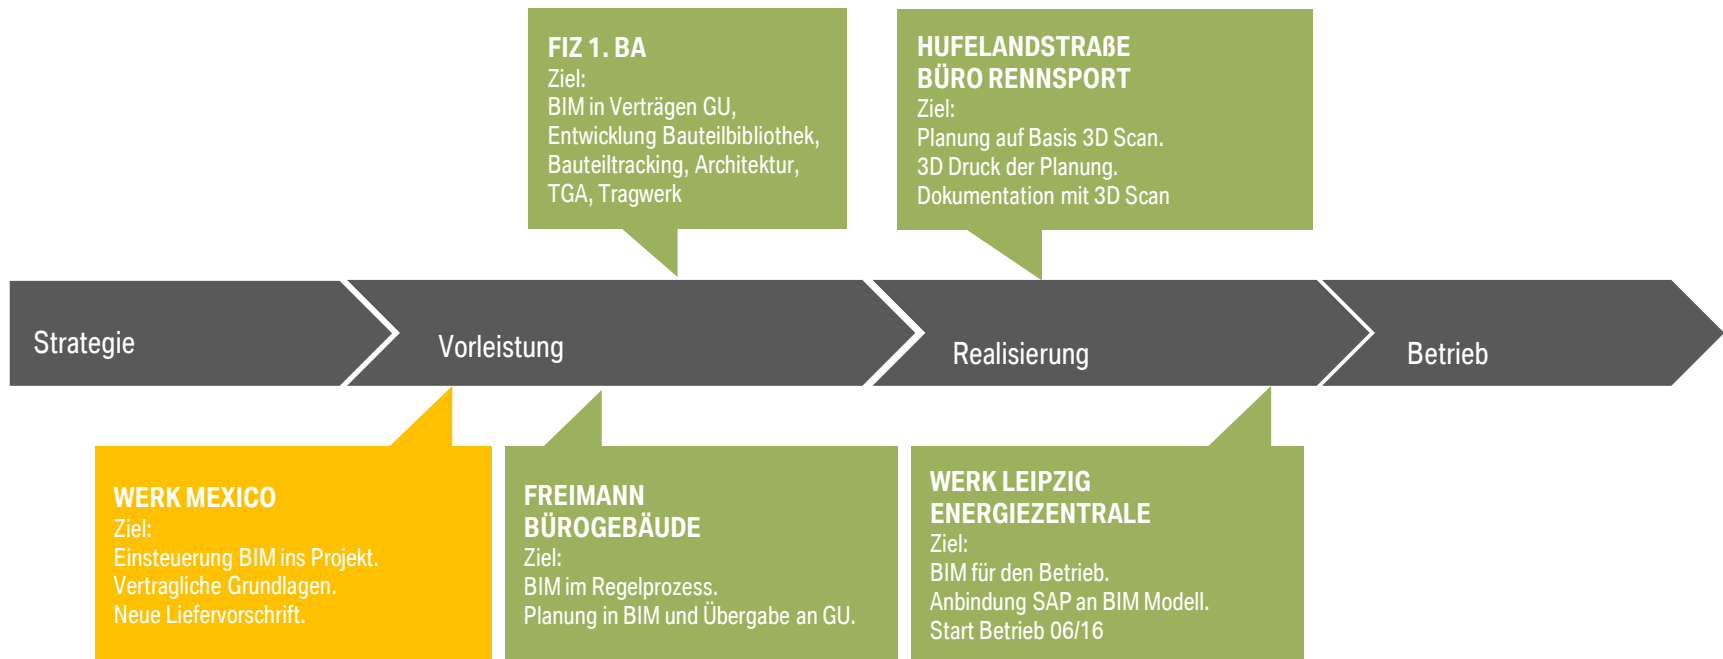 FIZ 1. BA
Ziel:
BIM in Verträgen GU,
Entwicklung Bauteilbibliothek,
Bauteiltracking, Architektur,
TGA, Tragwerk
HUFELANDSTRAßE
BÜRO RENNSPORT
Ziel:
Planung auf Basis 3D Scan.
3D Druck der Planung.
Dokumentation mit 3D Scan
Strategie
Vorleistung
Realisierung
Betrieb
WERK MEXICO
Ziel:
Einsteuerung BIM ins Projekt.
Vertragliche Grundlagen.
Neue Liefervorschrift.
FREIMANN
BÜROGEBÄUDE
Ziel:
BIM im Regelprozess.
Planung in BIM und Übergabe an GU.
WERK LEIPZIG
ENERGIEZENTRALE
Ziel:
BIM für den Betrieb.
Anbindung SAP an BIM Modell.
Start Betrieb 06/16